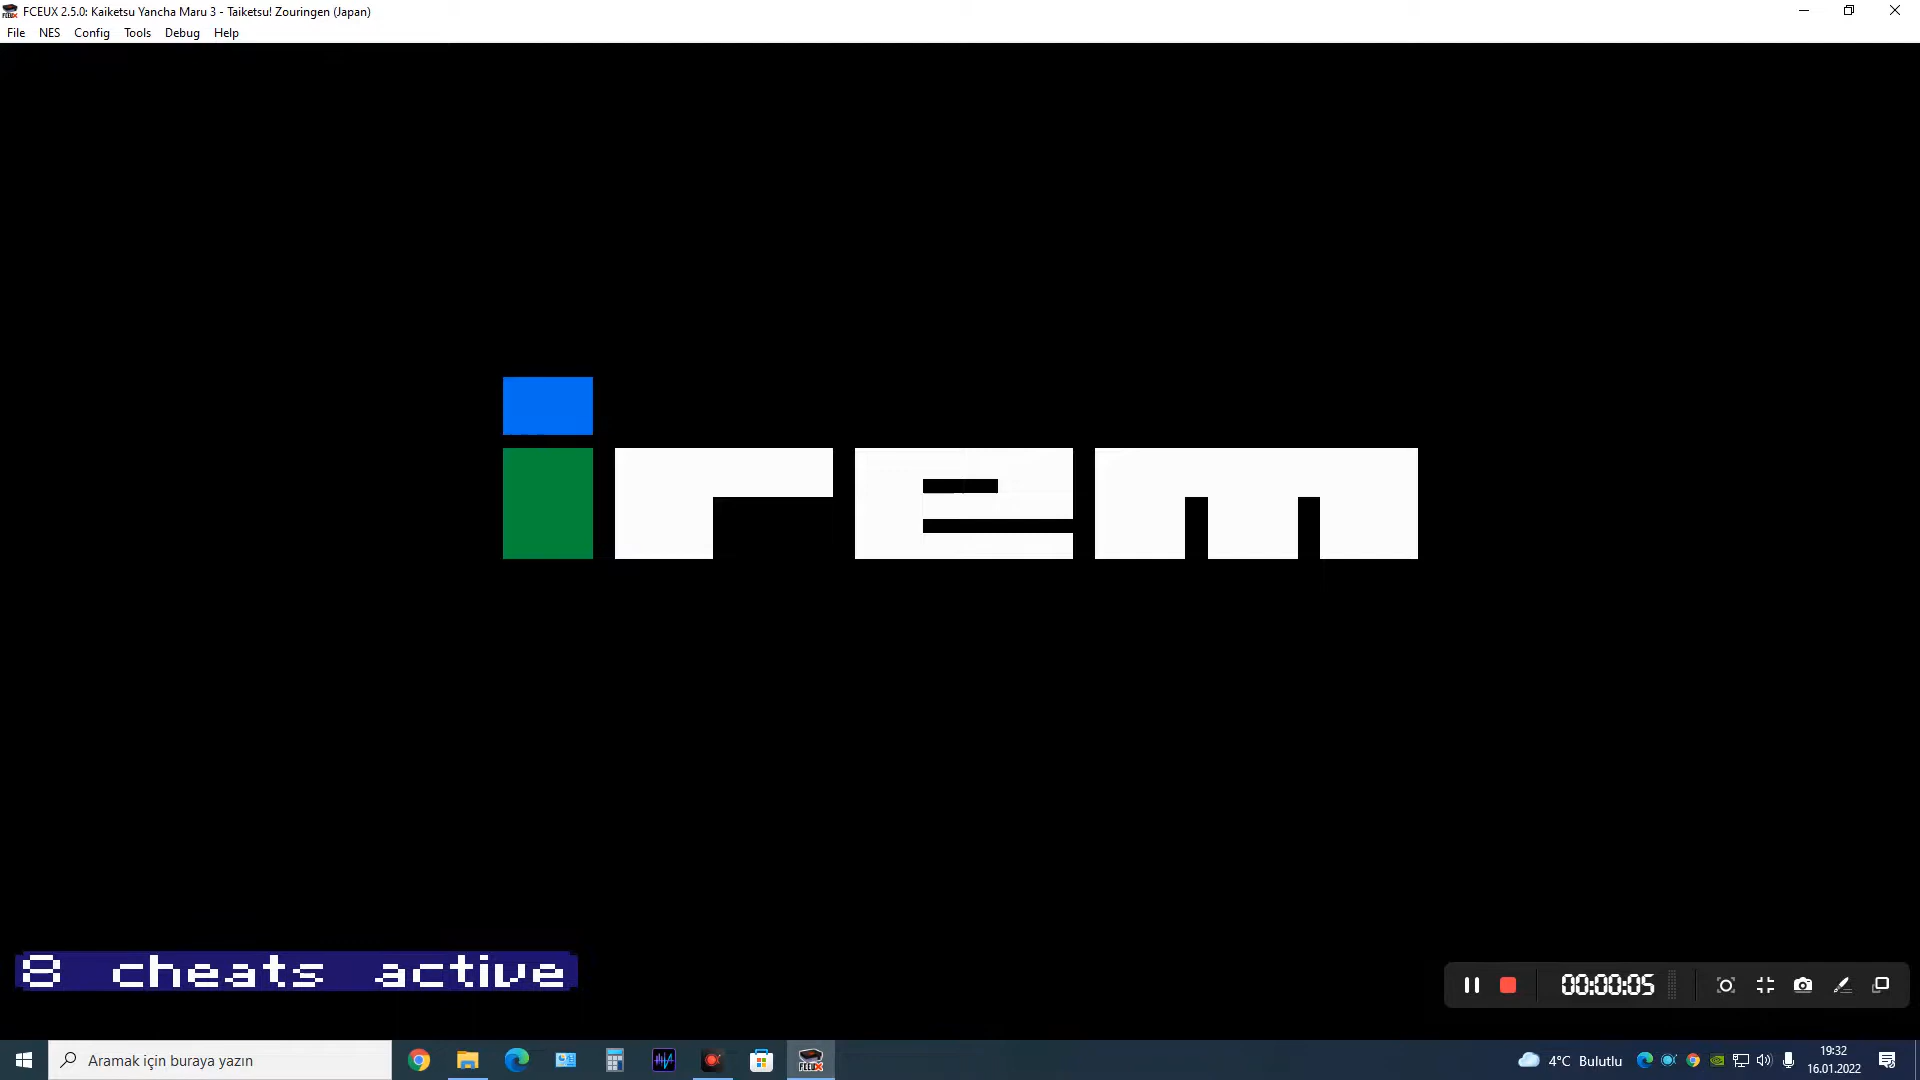 FCEUX 2.5.0: Kaiketsu Yancha Maru 3 - Taiketsu! Zouringen (Japan)
File NES Config Tools Debug Help
irem
8 cheats active
00:00:05
Aramak için buraya yazın
4°C Bulutlu
19:32
16.01.2022